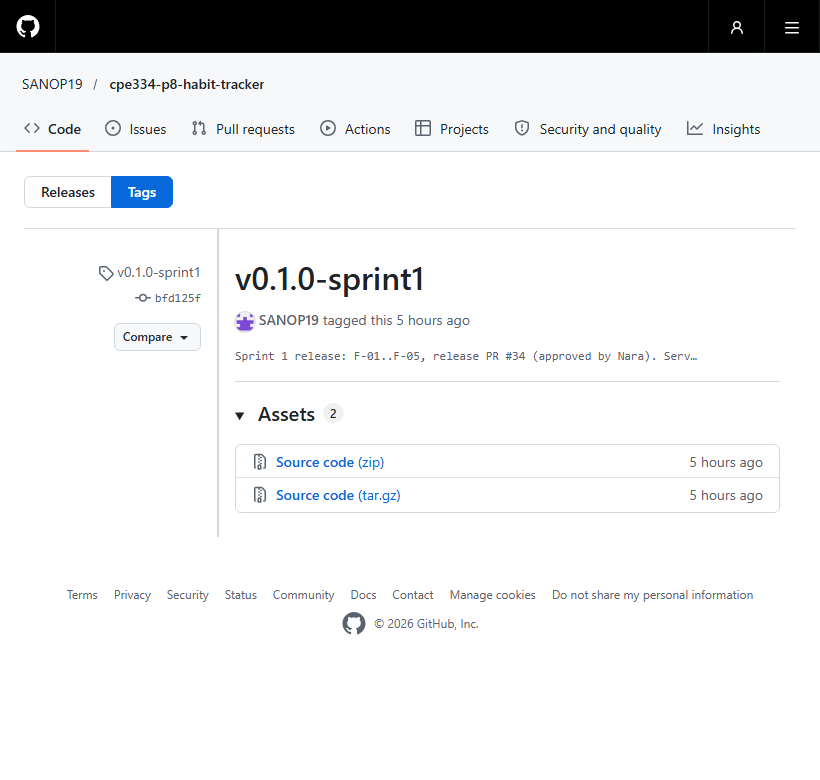 SANOP19 / cpe334-p8-habit-tracker
Code Issues Pull requests Actions Projects Security and quality Insights
Releases Tags
v0.1.0-sprint1
bfd125f
Compare
v0.1.0-sprint1
SANOP19 tagged this 5 hours ago
Sprint 1 release: F-01..F-05, release PR #34 (approved by Nara). Serv…
Assets 2
Source code (zip) 5 hours ago
Source code (tar.gz) 5 hours ago
Terms Privacy Security Status Community Docs Contact Manage cookies Do not share my personal information
© 2026 GitHub, Inc.